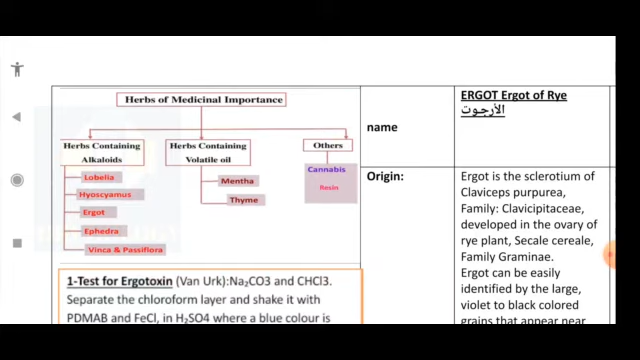 Herbs of Medicinal Importance
Herbs Containing
Alkaloids
Herbs Containing
Volatile oil
Others
Lobelia
Hyoscyamus
Ergot
Ephedra
Vinca & Passiflora
Mentha
Thyme
Cannabis
Resin
1-Test for Ergotoxin (Van Urk):Na₂CO3 and CHCl3.
Separate the chloroform layer and shake it with
PDMAB and FeCl, in H₂SO4 where a blue colour is
name
ERGOT Ergot of Rye
الأرجوت
Origin:
Ergot is the sclerotium of
Claviceps purpurea,
Family: Clavicipitaceae,
developed in the ovary of
rye plant, Secale cereale,
Family Graminae.
Ergot can be easily
identified by the large,
violet to black colored
grains that appear near